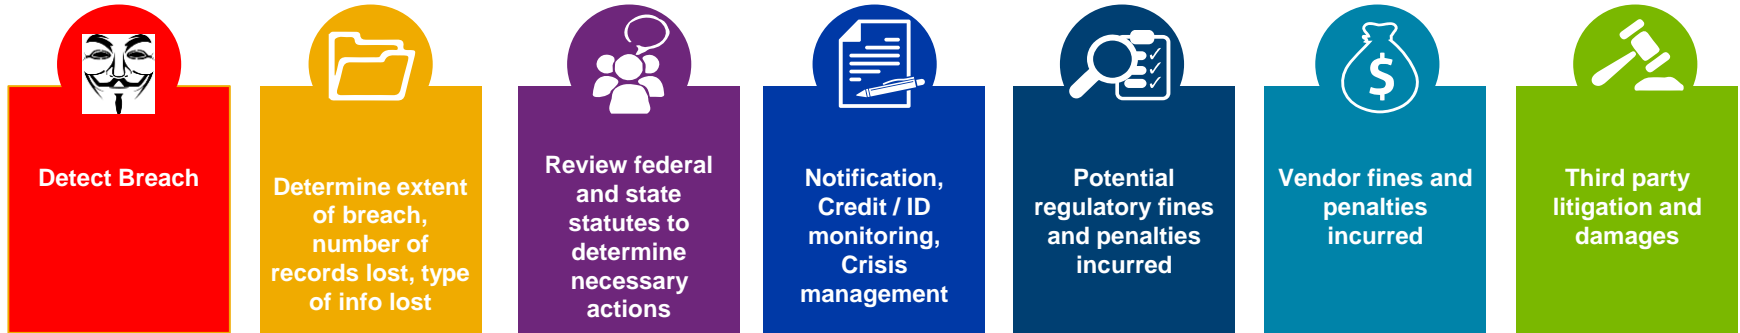 Detect Breach
Determine extent
of breach,
number of
records lost, type
of info lost
Review federal
and state
statutes to
determine
necessary
actions
Notification,
Credit / ID
monitoring,
Crisis
management
Potential
regulatory fines
and penalties
incurred
$
Vendor fines and
penalties
incurred
Third party
litigation and
damages